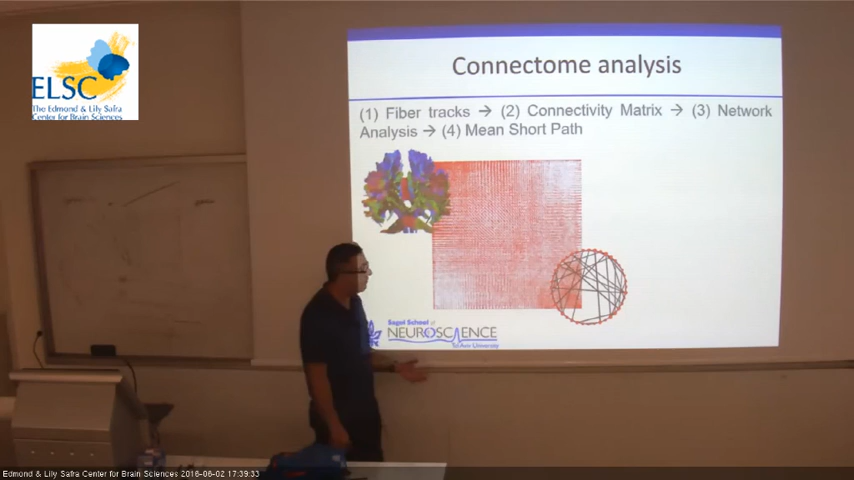 ELSC
The Edmond & Lily Safra
Center for Brain Sciences
Connectome analysis
(1) Fiber tracks → (2) Connectivity Matrix → (3) Network
Analysis → (4) Mean Short Path
Sagol School of
NEUROSCIENCE
Tel Aviv University
Edmond & Lily Safra Center for Brain Sciences 2016-06-02 17:39:33